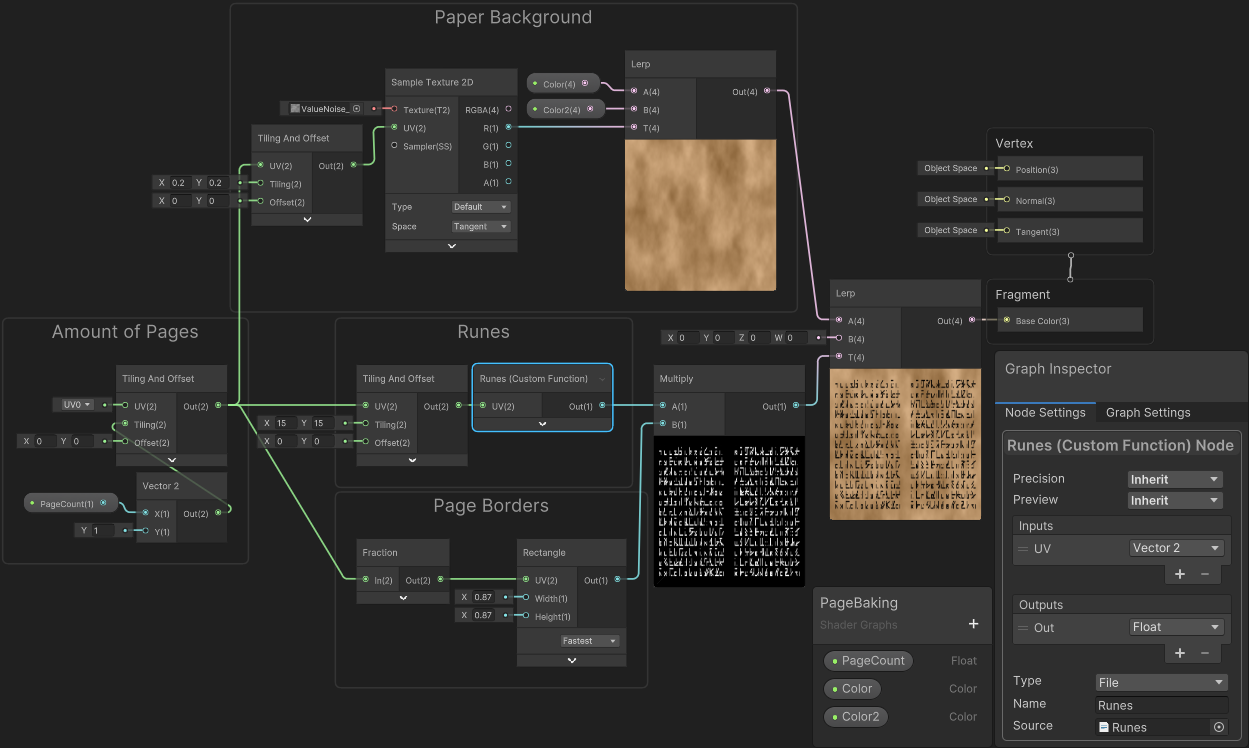 Paper Background
Lerp
Sample Texture 2D
Color(4)
A(4)
Out(4)
ValueNoise_
Texture(T2)
RGBA(4)
Color2(4)
B(4)
UV(2)
R(1)
T(4)
Tiling And Offset
Sampler(SS)
G(1)
UV(2)
Out(2)
B(1)
X 0.2 Y 0.2
Tiling(2)
A(1)
X 0 Y 0
Offset(2)
Type
Default
Space
Tangent
Vertex
Object Space
Position(3)
Object Space
Normal(3)
Object Space
Tangent(3)
Fragment
Base Color(3)
Lerp
A(4)
Out(4)
X 0 Y 0 Z 0 W 0
B(4)
T(4)
Amount of Pages
Tiling And Offset
UV0
UV(2)
Out(2)
Tiling(2)
X 0 Y 0
Offset(2)
Vector 2
PageCount(1)
X(1)
Out(2)
Y 1
Y(1)
Runes
Tiling And Offset
UV(2)
Out(2)
X 15 Y 15
Tiling(2)
X 0 Y 0
Offset(2)
Runes (Custom Function)
UV(2)
Out(1)
Multiply
A(1)
Out(1)
B(1)
Page Borders
Fraction
In(2)
Out(2)
Rectangle
UV(2)
Out(1)
X 0.87
Width(1)
X 0.87
Height(1)
Fastest
PageBaking
Shader Graphs
+
PageCount
Float
Color
Color
Color2
Color
Graph Inspector
Node Settings
Graph Settings
Runes (Custom Function) Node
Precision
Inherit
Preview
Inherit
Inputs
= UV
Vector 2
+ −
Outputs
= Out
Float
+ −
Type
File
Name
Runes
Source
Runes